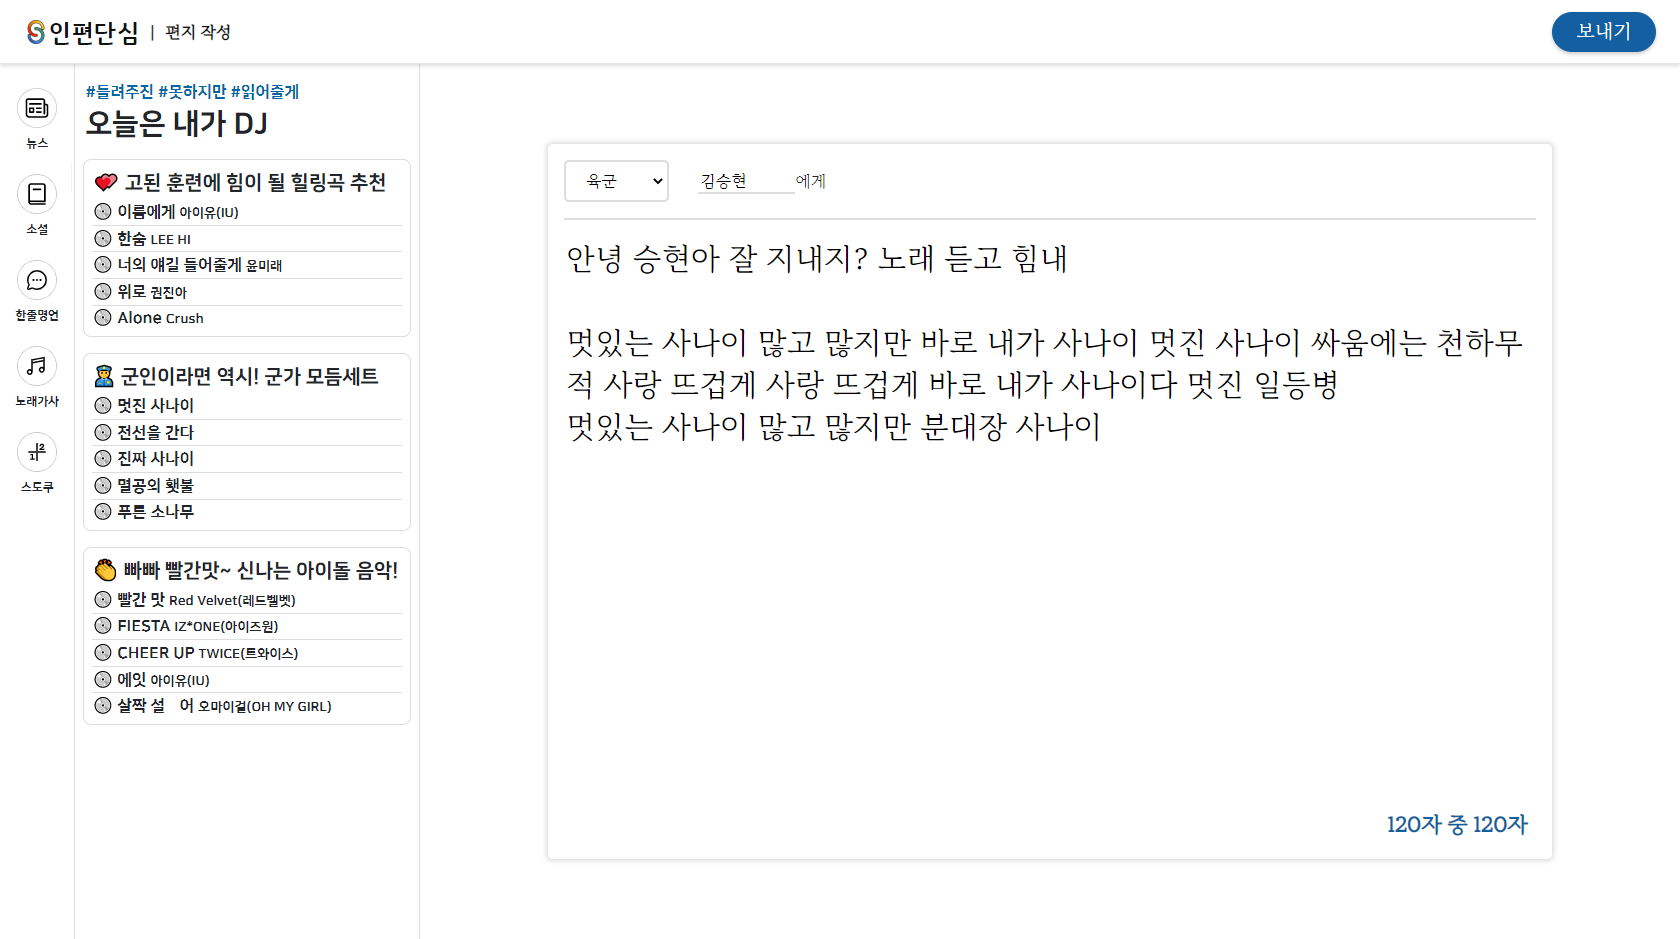 인편단심 | 편지 작성
보내기
뉴스
소설
한줄명언
노래가사
스도쿠
#들려주진 #못하지만 #읽어줄게
오늘은 내가 DJ
고된 훈련에 힘이 될 힐링곡 추천
이름에게 아이유(IU)
한숨 LEE HI
너의 얘길 들어줄게 윤미래
위로 권진아
Alone Crush
군인이라면 역시! 군가 모듬세트
멋진 사나이
전선을 간다
진짜 사나이
멸공의 횃불
푸른 소나무
빠빠 빨간맛~ 신나는 아이돌 음악!
빨간 맛 Red Velvet(레드벨벳)
FIESTA IZ*ONE(아이즈원)
CHEER UP TWICE(트와이스)
에잇 아이유(IU)
살짝 설 어 오마이걸(OH MY GIRL)
육군
김승현 에게
안녕 승현아 잘 지내지? 노래 듣고 힘내
멋있는 사나이 많고 많지만 바로 내가 사나이 멋진 사나이 싸움에는 천하무
적 사랑 뜨겁게 사랑 뜨겁게 바로 내가 사나이다 멋진 일등병
멋있는 사나이 많고 많지만 분대장 사나이
120자 중 120자